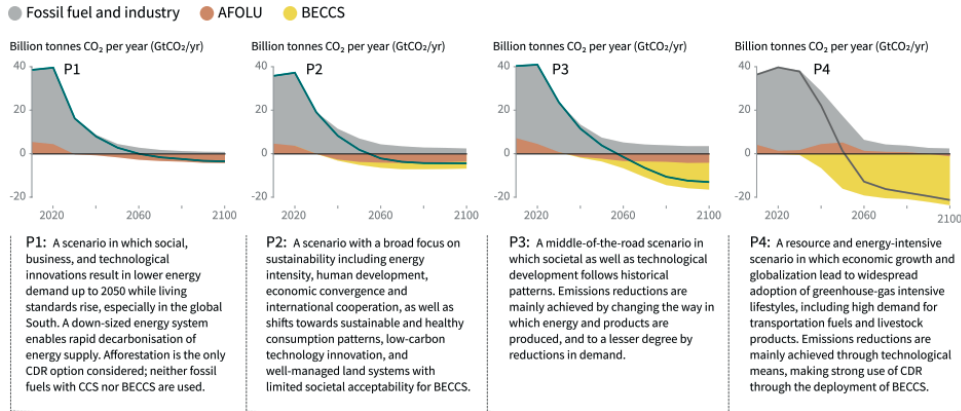 Fossil fuel and industry AFOLU BECCS
Billion tonnes CO₂ per year (GtCO₂/yr)
40
P1
20
0
-20
2020
2060
2100
Billion tonnes CO₂ per year (GtCO₂/yr)
40
P2
20
0
-20
2020
2060
2100
Billion tonnes CO₂ per year (GtCO₂/yr)
40
P3
20
0
-20
2020
2060
2100
Billion tonnes CO₂ per year (GtCO₂/yr)
40
P4
20
0
-20
2020
2060
2100
P1: A scenario in which social,
business, and technological
innovations result in lower energy
demand up to 2050 while living
standards rise, especially in the global
South. A down-sized energy system
enables rapid decarbonisation of
energy supply. Afforestation is the only
CDR option considered; neither fossil
fuels with CCS nor BECCS are used.
P2: A scenario with a broad focus on
sustainability including energy
intensity, human development,
economic convergence and
international cooperation, as well as
shifts towards sustainable and healthy
consumption patterns, low-carbon
technology innovation, and
well-managed land systems with
limited societal acceptability for BECCS.
P3: A middle-of-the-road scenario in
which societal as well as technological
development follows historical
patterns. Emissions reductions are
mainly achieved by changing the way in
which energy and products are
produced, and to a lesser degree by
reductions in demand.
P4: A resource and energy-intensive
scenario in which economic growth and
globalization lead to widespread
adoption of greenhouse-gas intensive
lifestyles, including high demand for
transportation fuels and livestock
products. Emissions reductions are
mainly achieved through technological
means, making strong use of CDR
through the deployment of BECCS.